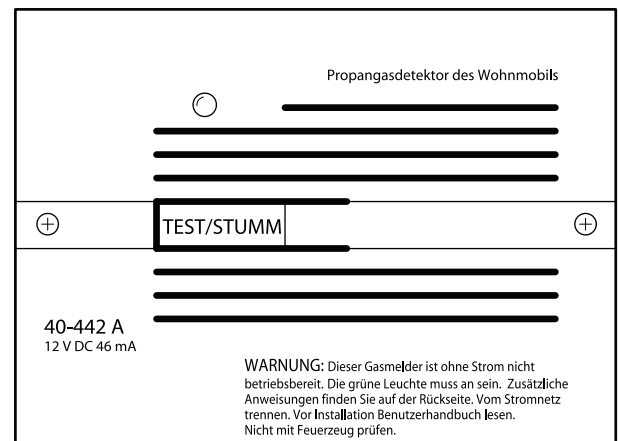 Propangasdetektor des Wohnmobils
TEST/STUMM
40-442 A
12 V DC 46 mA
WARNUNG: Dieser Gasmelder ist ohne Strom nicht
betriebsbereit. Die grüne Leuchte muss an sein. Zusätzliche
Anweisungen finden Sie auf der Rückseite. Vom Stromnetz
trennen. Vor Installation Benutzerhandbuch lesen.
Nicht mit Feuerzeug prüfen.